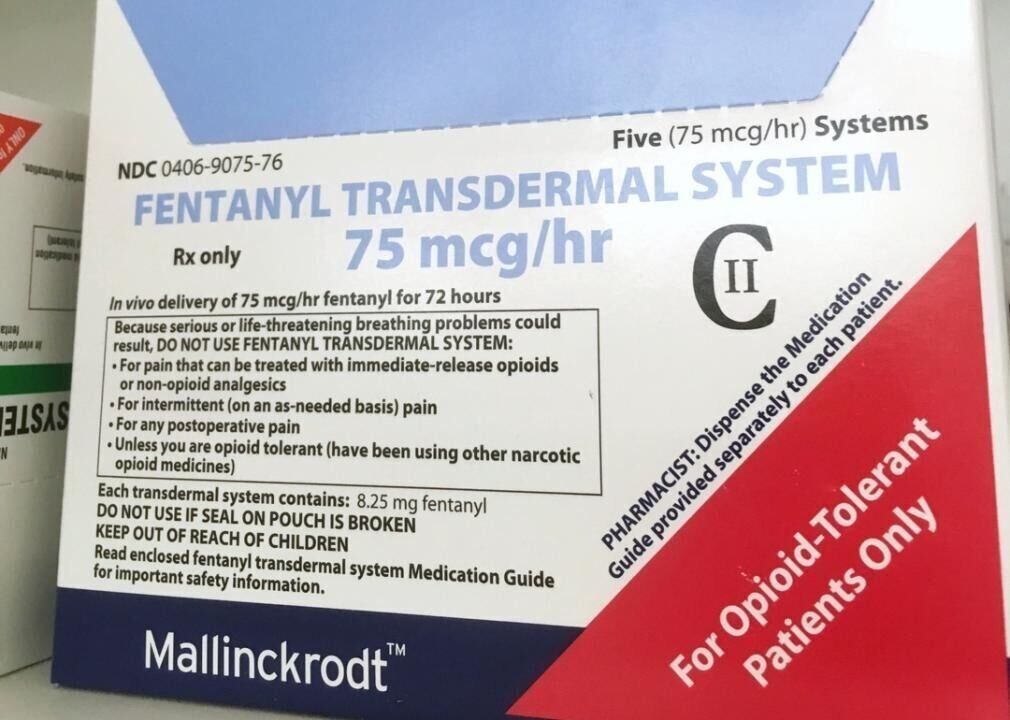 Five (75 mcg/hr) Systems
NDC 0406-9075-76
FENTANYL TRANSDERMAL SYSTEM
75 mcg/hr
Rx only
CII
In vivo delivery of 75 mcg/hr fentanyl for 72 hours
Because serious or life-threatening breathing problems could
result, DO NOT USE FENTANYL TRANSDERMAL SYSTEM:
• For pain that can be treated with immediate-release opioids
or non-opioid analgesics
• For intermittent (on an as-needed basis) pain
• For any postoperative pain
• Unless you are opioid tolerant (have been using other narcotic
opioid medicines)
Each transdermal system contains: 8.25 mg fentanyl
DO NOT USE IF SEAL ON POUCH IS BROKEN
KEEP OUT OF REACH OF CHILDREN
Read enclosed fentanyl transdermal system Medication Guide
for important safety information.
PHARMACIST: Dispense the Medication
Guide provided separately to each patient.
For Opioid-Tolerant
Patients Only
Mallinckrodt™
ONLY